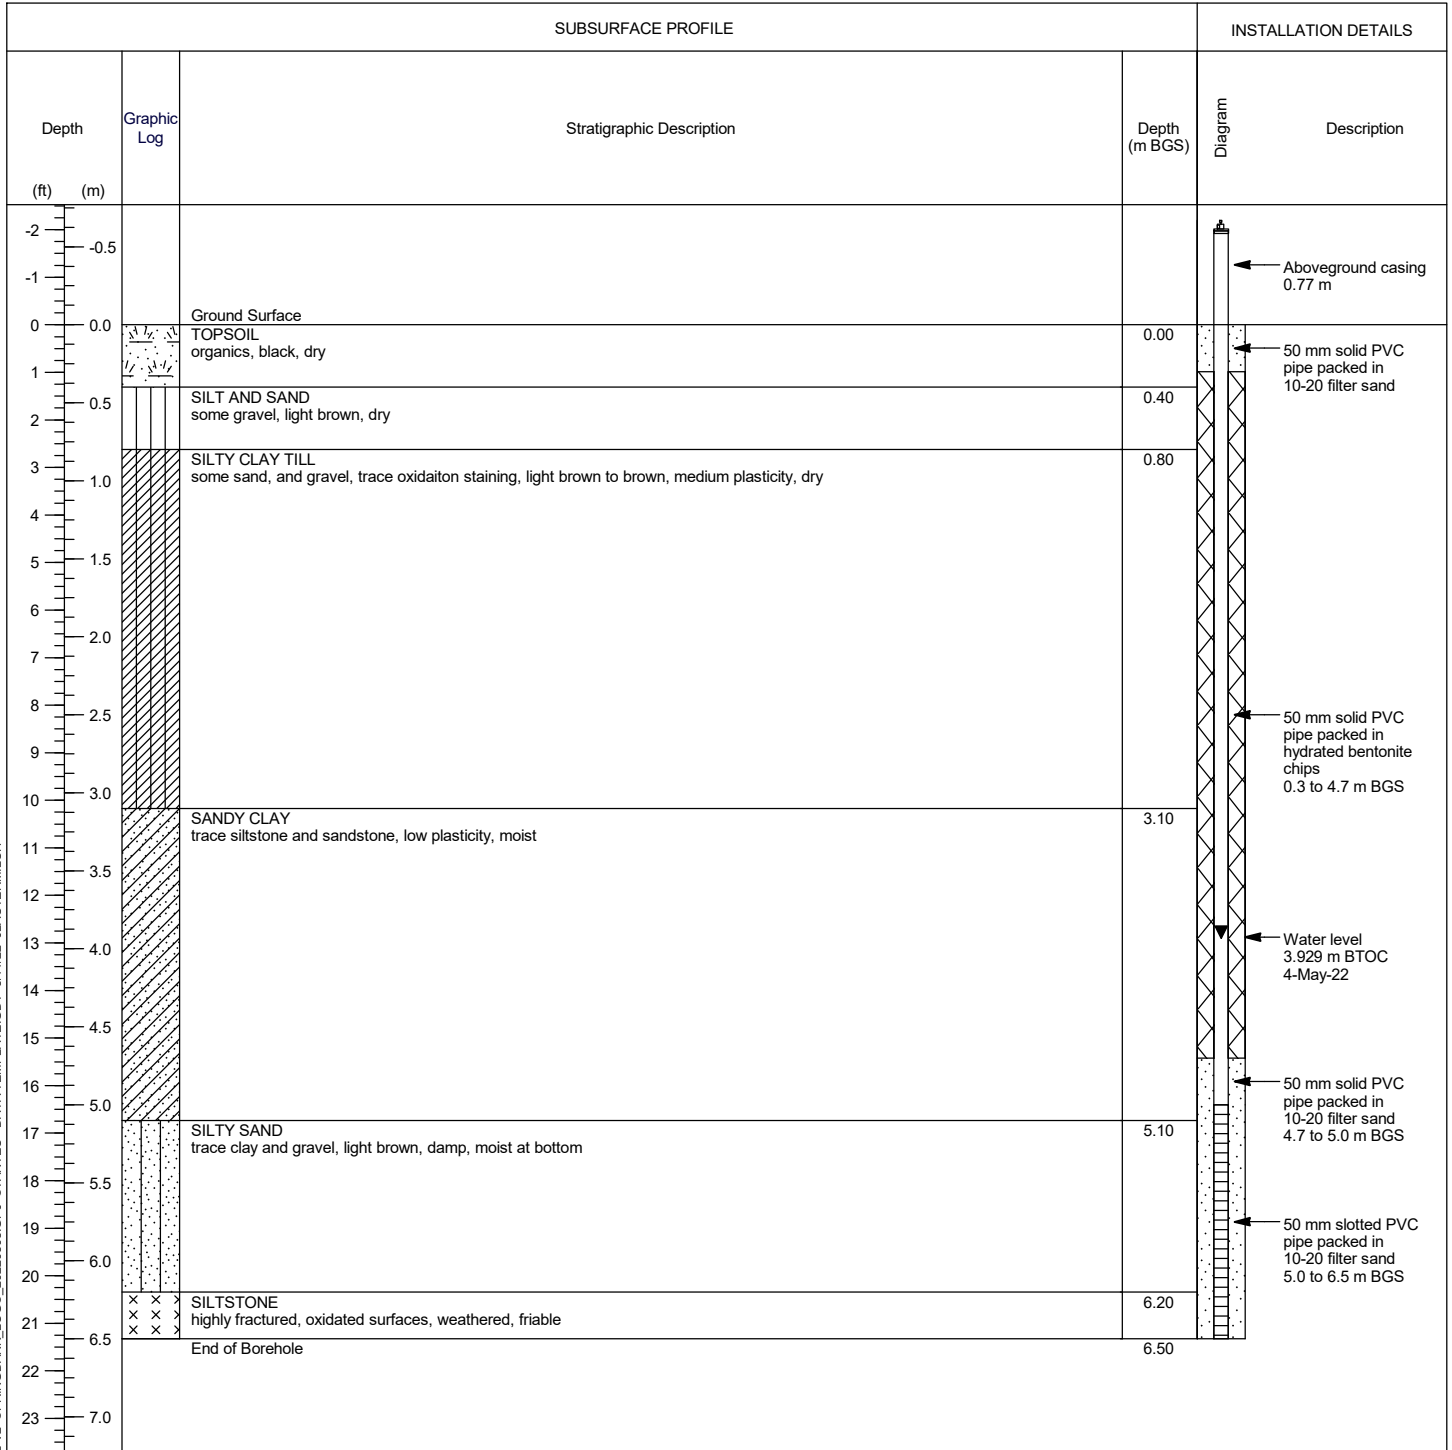 SUBSURFACE PROFILE
INSTALLATION DETAILS
Depth
Graphic
Log
Stratigraphic Description
Depth
(m BGS)
Diagram
Description
(ft) (m)
-2
-0.5
-1
Aboveground casing
0.77 m
Ground Surface
0 0.0
TOPSOIL 0.00
organics, black, dry
50 mm solid PVC
pipe packed in
10-20 filter sand
1
SILT AND SAND 0.40
some gravel, light brown, dry
0.5
2
SILTY CLAY TILL 0.80
some sand, and gravel, trace oxidaiton staining, light brown to brown, medium plasticity, dry
3
1.0
4
1.5
5
6
2.0
7
8
2.5
50 mm solid PVC
pipe packed in
hydrated bentonite
chips
0.3 to 4.7 m BGS
9
3.0
10
SANDY CLAY 3.10
trace siltstone and sandstone, low plasticity, moist
11
3.5
12
13
4.0
Water level
3.929 m BTOC
4-May-22
14
4.5
15
16
50 mm solid PVC
pipe packed in
10-20 filter sand
4.7 to 5.0 m BGS
5.0
17
SILTY SAND 5.10
trace clay and gravel, light brown, damp, moist at bottom
18
5.5
19
50 mm slotted PVC
pipe packed in
10-20 filter sand
5.0 to 6.5 m BGS
6.0
20
SILTSTONE 6.20
highly fractured, oxidated surfaces, weathered, friable
21
6.5
End of Borehole 6.50
22
23
7.0